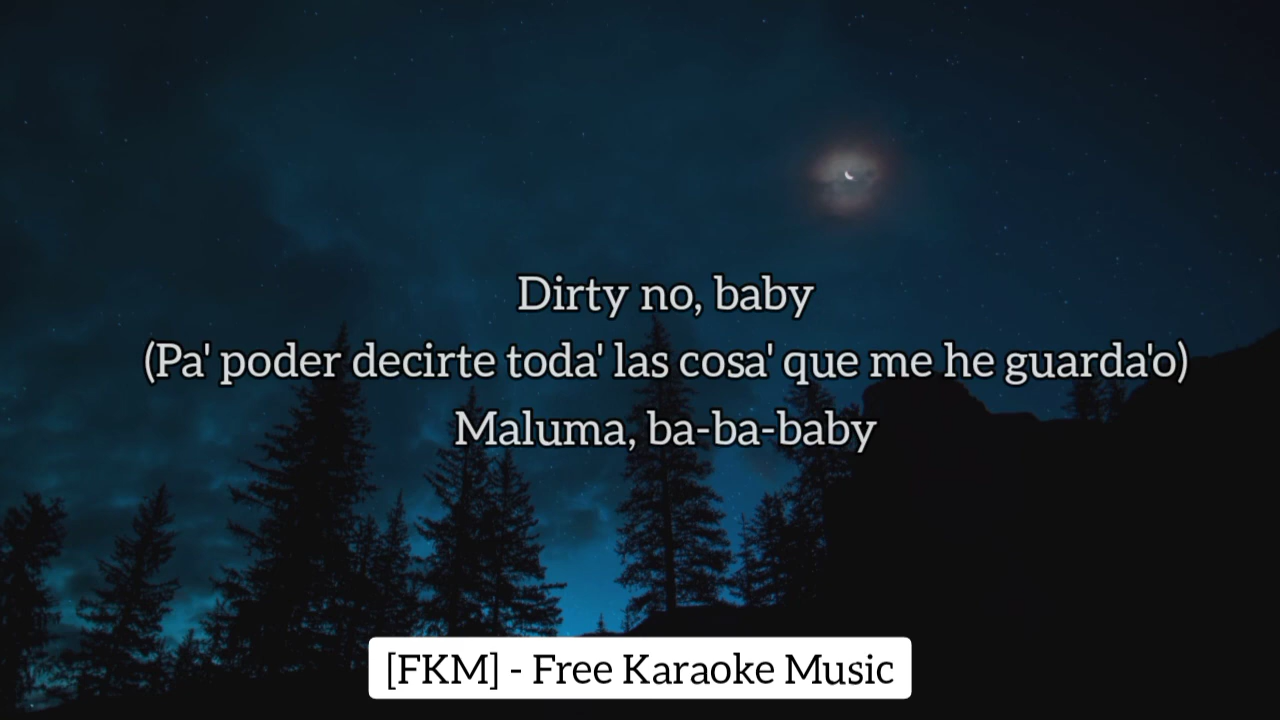 Dirty no, baby
(Pa' poder decirte toda' las cosa' que me he guarda'o)
Maluma, ba-ba-baby
[FKM] - Free Karaoke Music